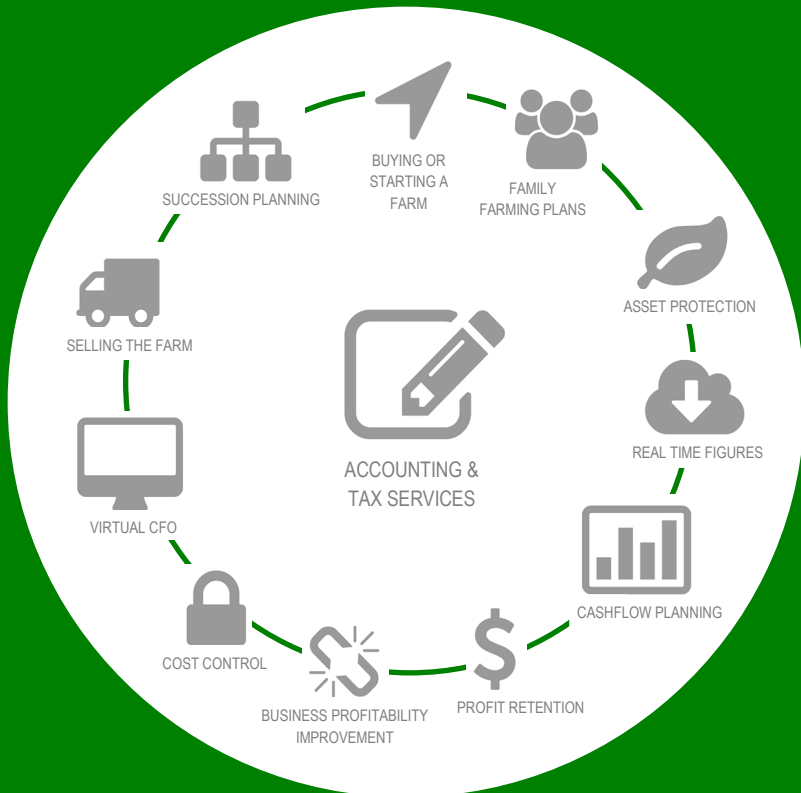 BUYING OR
STARTING A
FARM
FAMILY
FARMING PLANS
ASSET PROTECTION
REAL TIME FIGURES
CASHFLOW PLANNING
PROFIT RETENTION
BUSINESS PROFITABILITY
IMPROVEMENT
COST CONTROL
VIRTUAL CFO
SELLING THE FARM
SUCCESSION PLANNING
ACCOUNTING &
TAX SERVICES